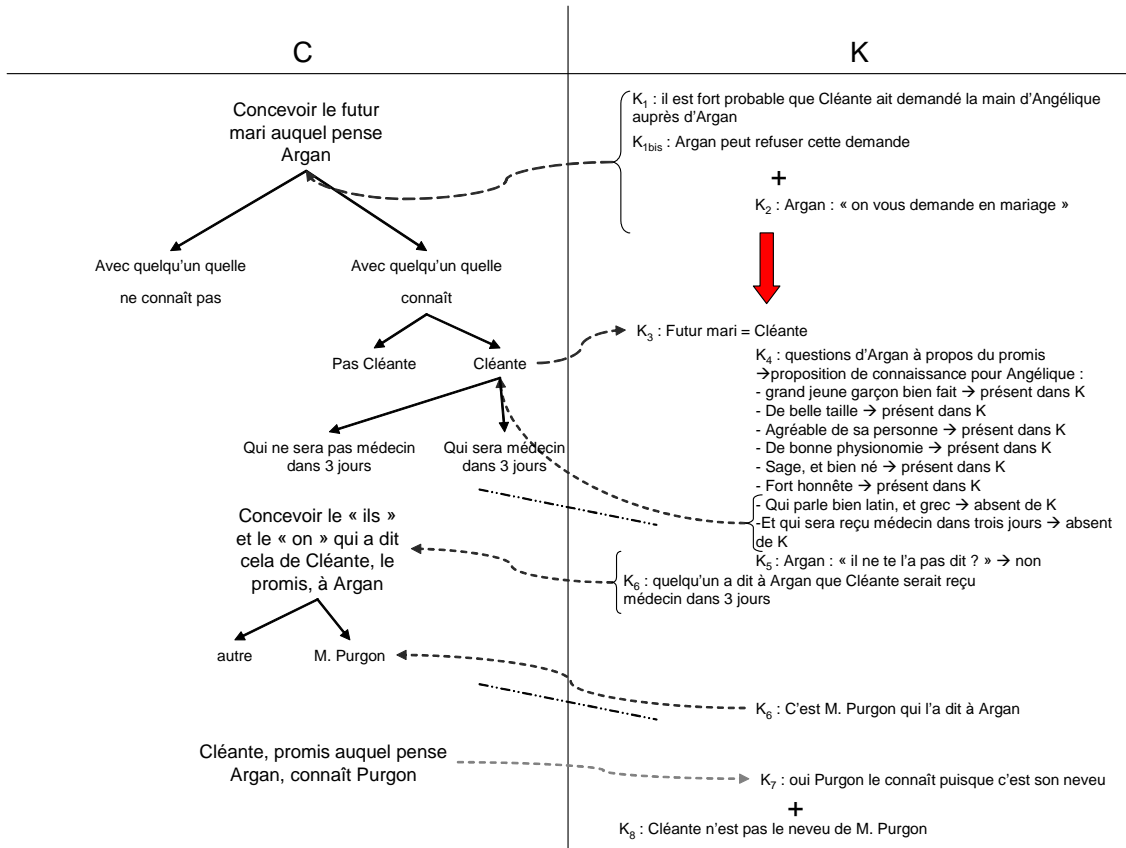 C
K
Concevoir le futur
mari auquel pense
Argan
Avec quelqu'un quelle
ne connaît pas
Avec quelqu'un quelle
connaît
Pas Cléante
Cléante
Qui ne sera pas médecin
dans 3 jours
Qui sera médecin
dans 3 jours
Concevoir le « ils »
et le « on » qui a dit
cela de Cléante, le
promis, à Argan
autre
M. Purgon
Cléante, promis auquel pense
Argan, connaît Purgon
K1 : il est fort probable que Cléante ait demandé la main d'Angélique
auprès d'Argan
K1bis : Argan peut refuser cette demande
+
K2 : Argan : « on vous demande en mariage »
K3 : Futur mari = Cléante
K4 : questions d'Argan à propos du promis
→proposition de connaissance pour Angélique :
- grand jeune garçon bien fait → présent dans K
- De belle taille → présent dans K
- Agréable de sa personne → présent dans K
- De bonne physionomie → présent dans K
- Sage, et bien né → présent dans K
- Fort honnête → présent dans K
- Qui parle bien latin, et grec → absent de K
-Et qui sera reçu médecin dans trois jours → absent
de K
K5 : Argan : « il ne te l'a pas dit ? » → non
K6 : quelqu'un a dit à Argan que Cléante serait reçu
médecin dans 3 jours
K6 : C'est M. Purgon qui l'a dit à Argan
K7 : oui Purgon le connaît puisque c'est son neveu
+
K8 : Cléante n'est pas le neveu de M. Purgon